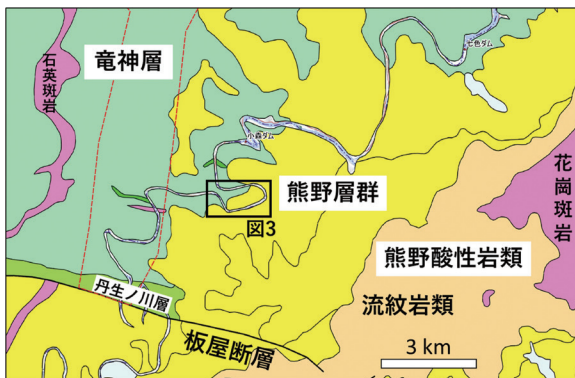 七色ダム
竜神層
石英斑岩
小森ダム
熊野層群
図3
花崗斑岩
熊野酸性岩類
流紋岩類
丹生ノ川層
板屋断層
3 km